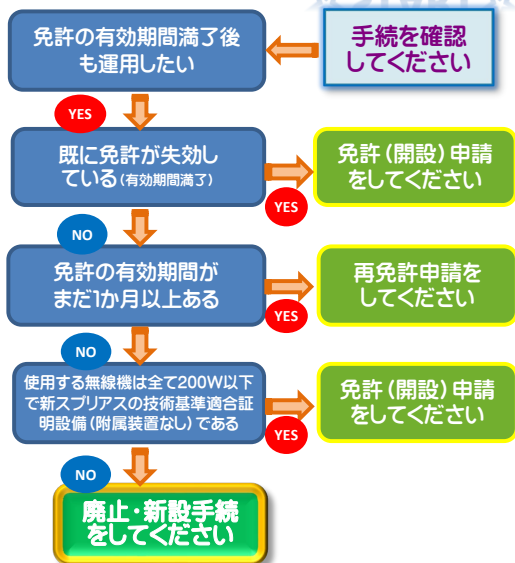 免許の有効期間満了後
も運用したい
手続を確認
してください
YES
既に免許が失効し
ている(有効期間満了)
免許(開設)申請
をしてください
YES
NO
免許の有効期間が
まだ1か月以上ある
再免許申請を
してください
YES
NO
使用する無線機は全て200W以下
で新スプリアスの技術基準適合証
明設備(附属装置なし)である
免許(開設)申請
をしてください
YES
NO
廃止・新設手続
をしてください